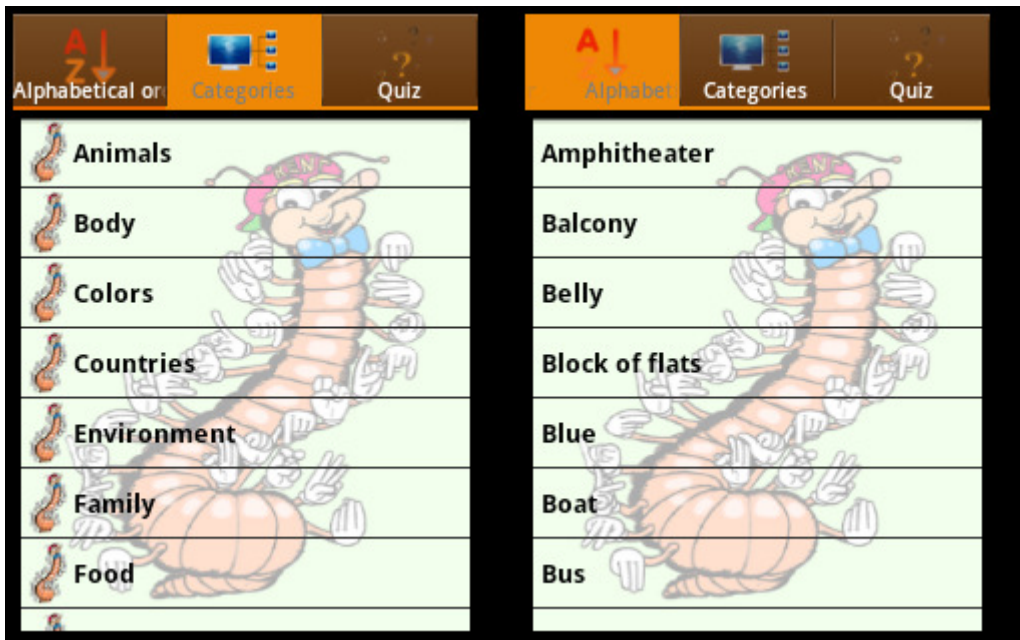 Alphabetical or
Categories
Quiz
Animals
Body
Colors
Countries
Environment
Family
Food
Alphabet
Categories
Quiz
Amphitheater
Balcony
Belly
Block of flats
Blue
Boat
Bus